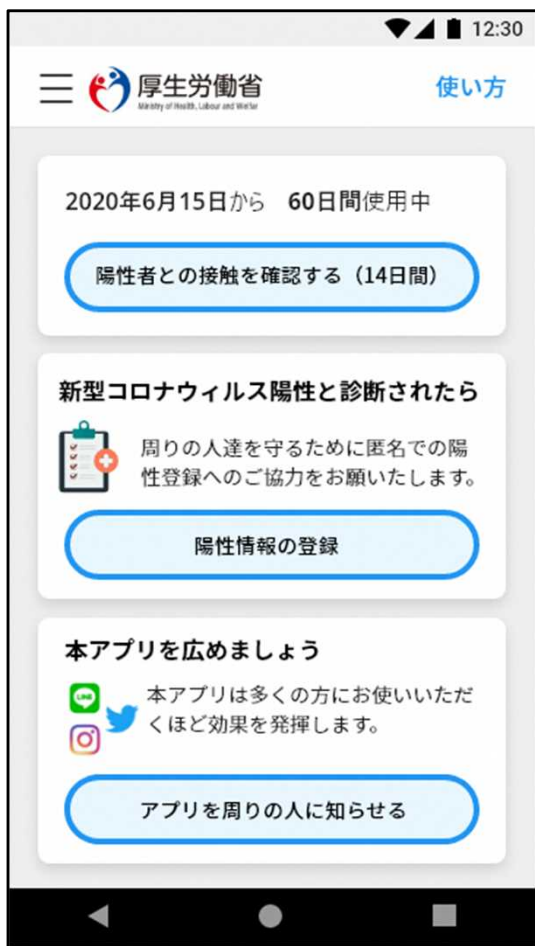 12:30
厚生労働省
Ministry of Health, Labour and Welfar
使い方
2020年6月15日から 60日間使用中
陽性者との接触を確認する（14日間）
新型コロナウィルス陽性と診断されたら
周りの人達を守るために匿名での陽
性登録へのご協力をお願いたします。
陽性情報の登録
本アプリを広めましょう
LINE
本アプリは多くの方にお使いいただ
くほど効果を発揮します。
アプリを周りの人に知らせる